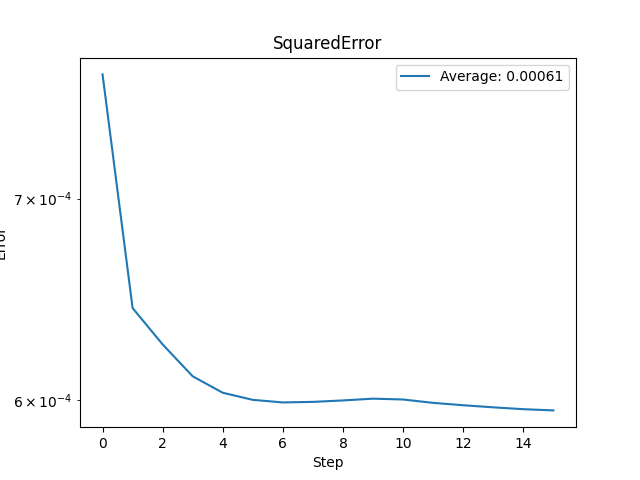 SquaredError
Average: 0.00061
7 × 10⁻⁴
6 × 10⁻⁴
Error
0 2 4 6 8 10 12 14
Step